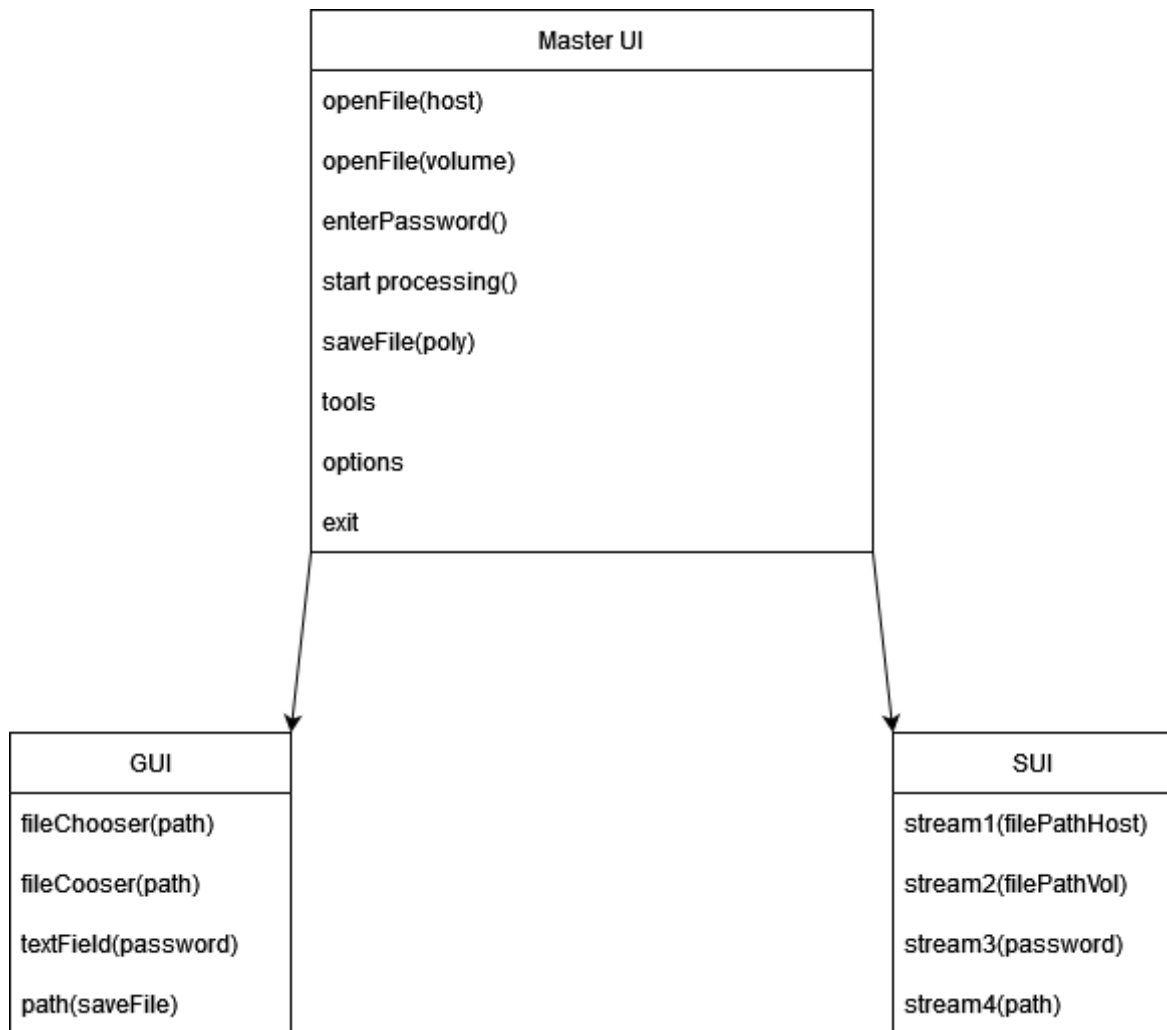 Master UI
openFile(host)
openFile(volume)
enterPassword()
start processing()
saveFile(poly)
tools
options
exit
GUI
fileChooser(path)
fileCooser(path)
textField(password)
path(saveFile)
SUI
stream1(filePathHost)
stream2(filePathVol)
stream3(password)
stream4(path)